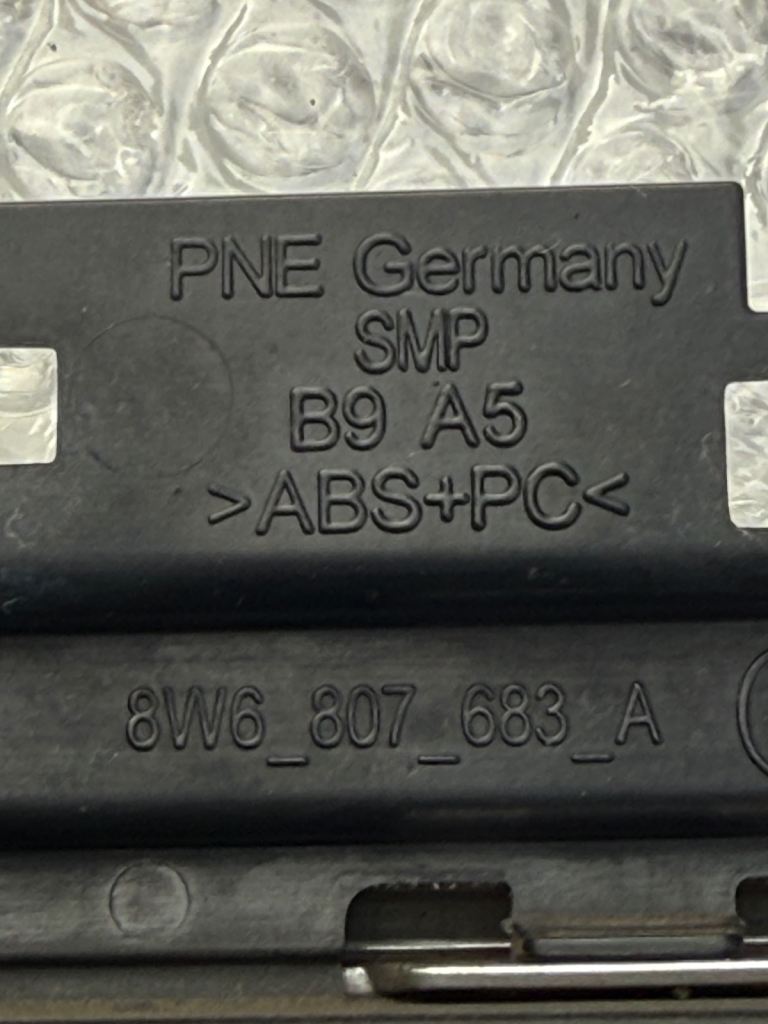 PNE Germany
SMP
B9 A5
>ABS+PC<
8W6_807_683_A